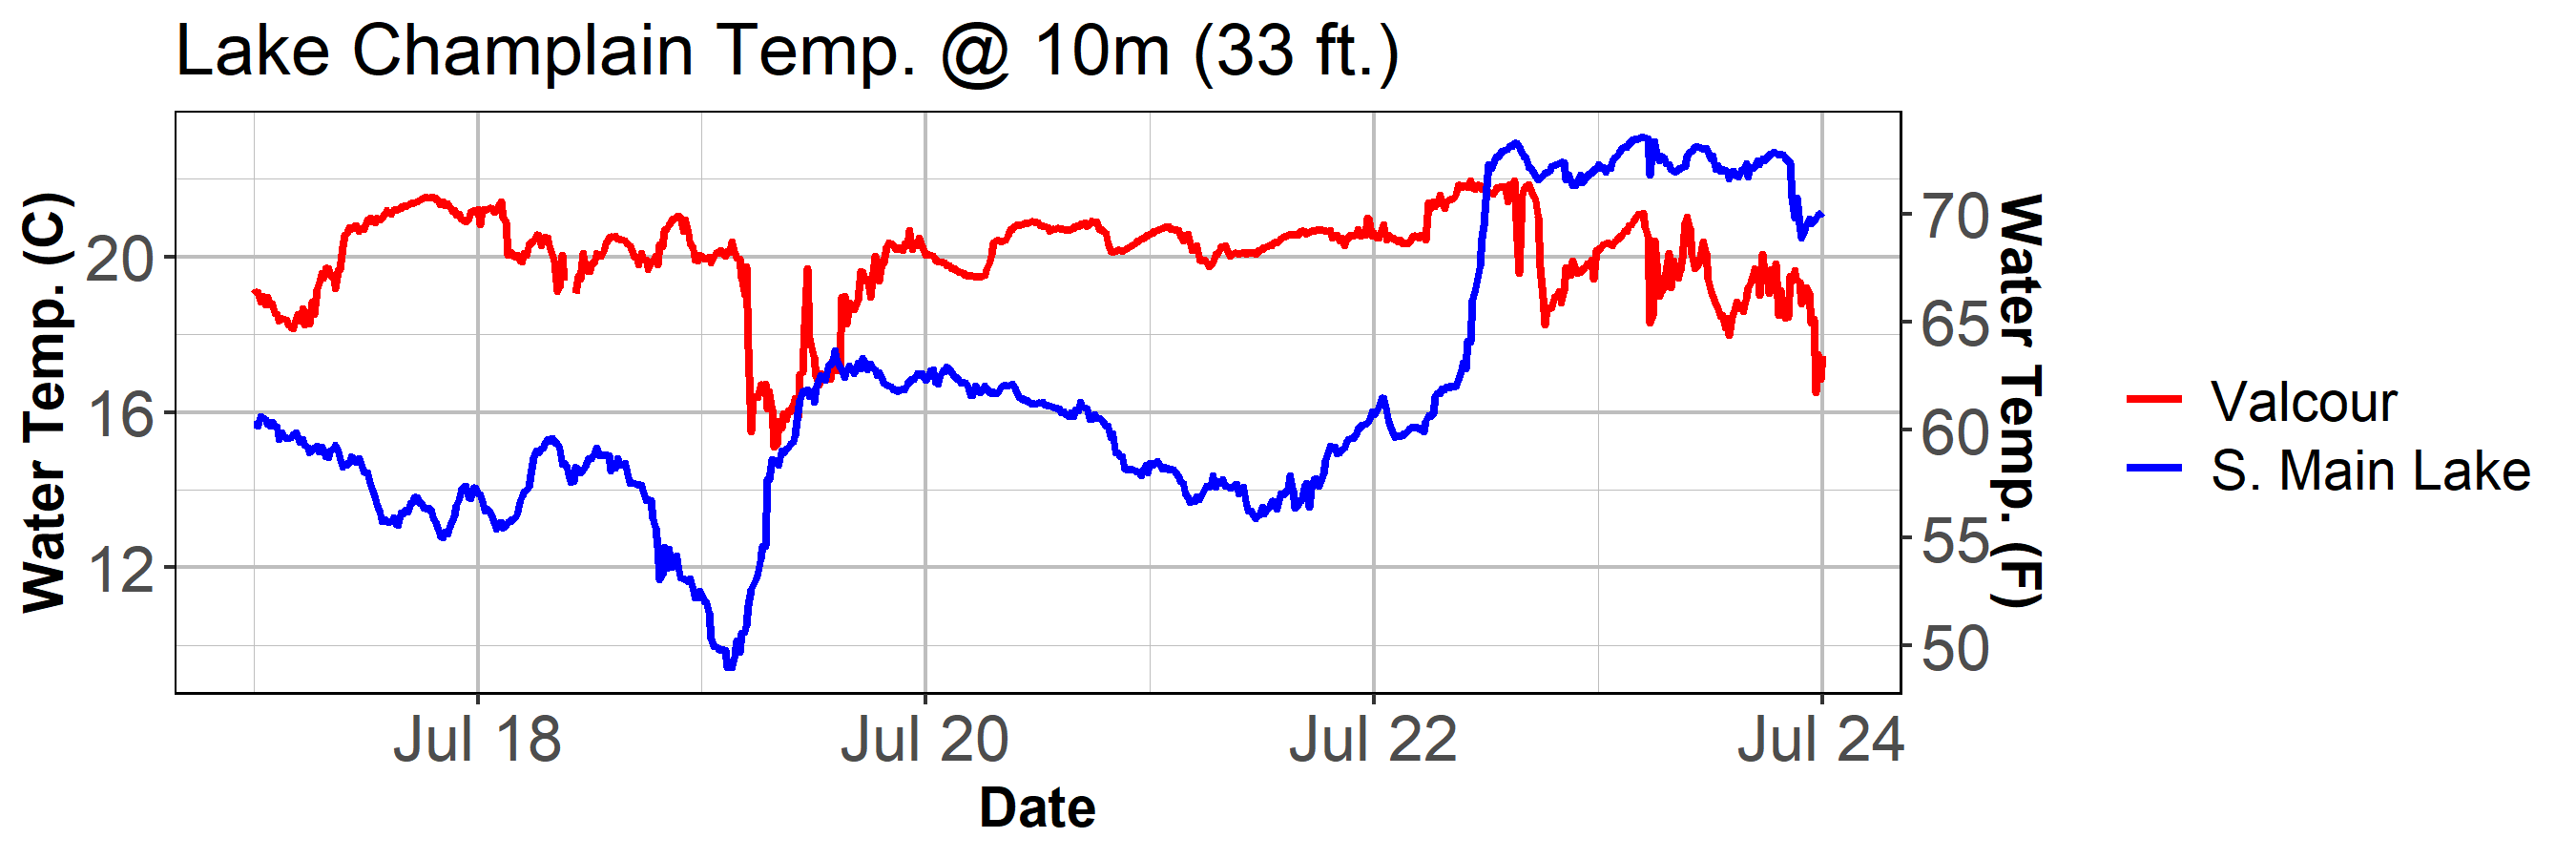 Lake Champlain Temp. @ 10m (33 ft.)
Water Temp. (C)
20
16
12
70
65
60
55
50
Water Temp. (F)
Jul 18
Jul 20
Jul 22
Jul 24
Date
Valcour
S. Main Lake